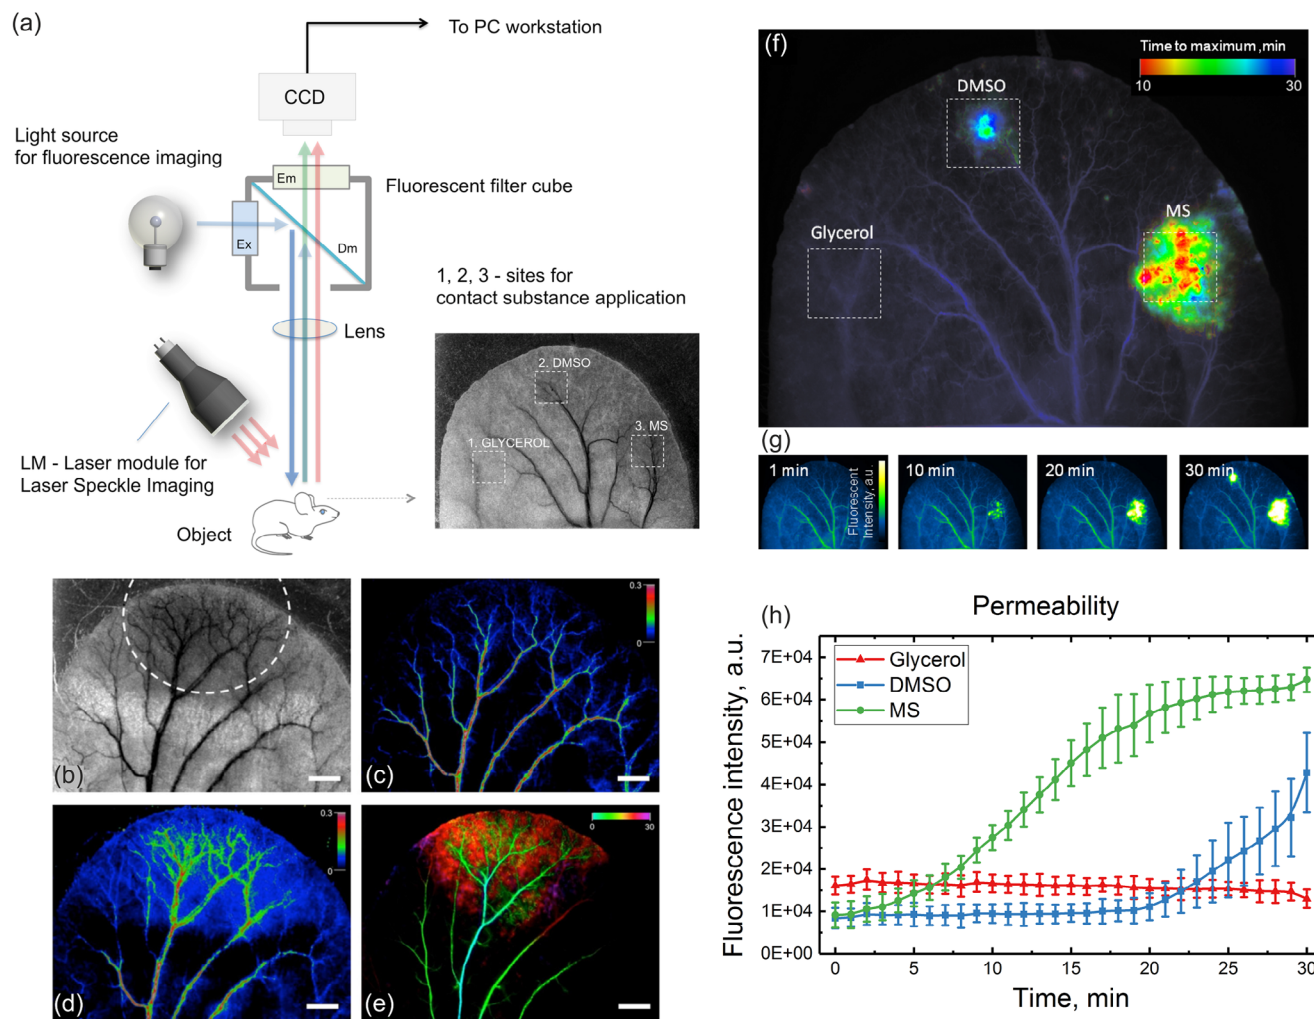 (a)
To PC workstation
CCD
Light source
for fluorescence imaging
Em
Fluorescent filter cube
Ex
Dm
1, 2, 3 - sites for
contact substance application
Lens
2. DMSO
1. GLYCEROL
3. MS
LM - Laser module for
Laser Speckle Imaging
Object
(b)
0.3
0
(c)
0.3
0
(d)
0
30
(e)
(f)
Time to maximum ,min
10
30
DMSO
MS
Glycerol
(g)
1 min
Fluorescent
Intensity, a.u.
10 min
20 min
30 min
(h)
Permeability
Glycerol
DMSO
MS
Fluorescence intensity, a.u.
7E+04
6E+04
5E+04
4E+04
3E+04
2E+04
1E+04
0E+00
0
5
10
15
20
25
30
Time, min